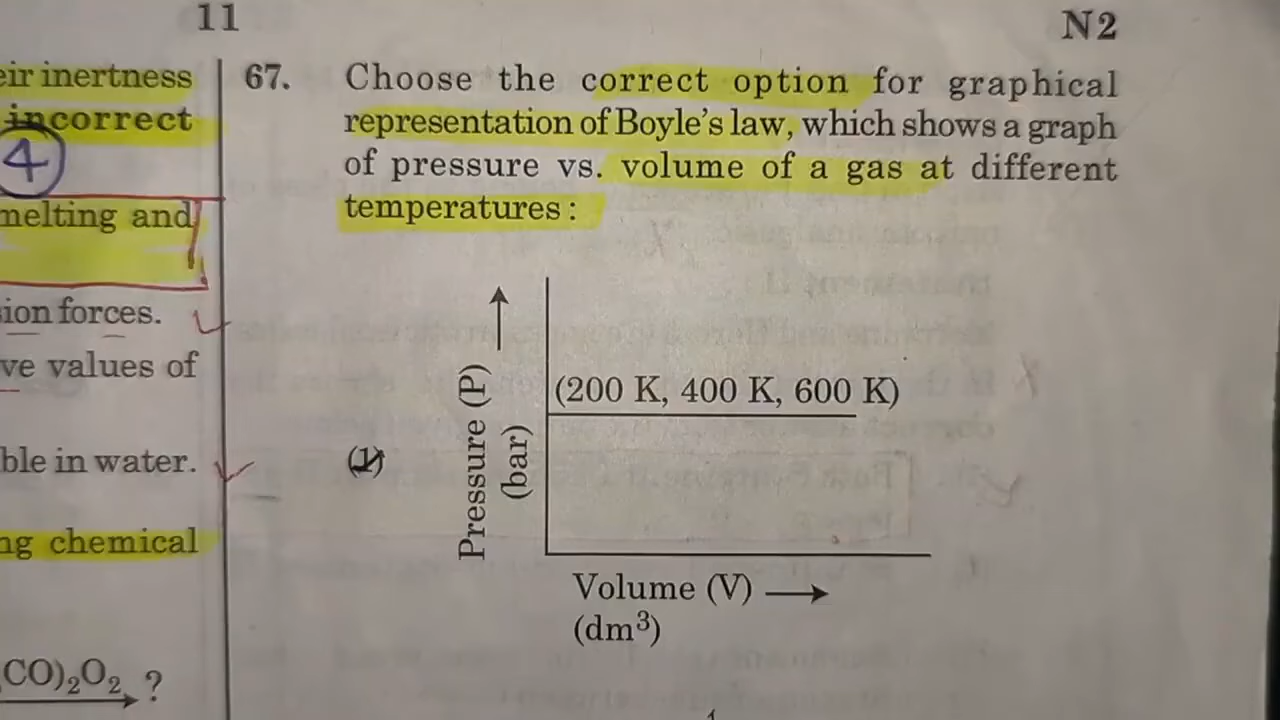 11
N2
eir inertness
incorrect
4
melting and
ion forces.
ve values of
ble in water.
ng chemical
CO)₂O₂ ?
67. Choose the correct option for graphical
representation of Boyle's law, which shows a graph
of pressure vs. volume of a gas at different
temperatures :
(200 K, 400 K, 600 K)
(1)
Pressure (P)
(bar)
Volume (V)
(dm³)